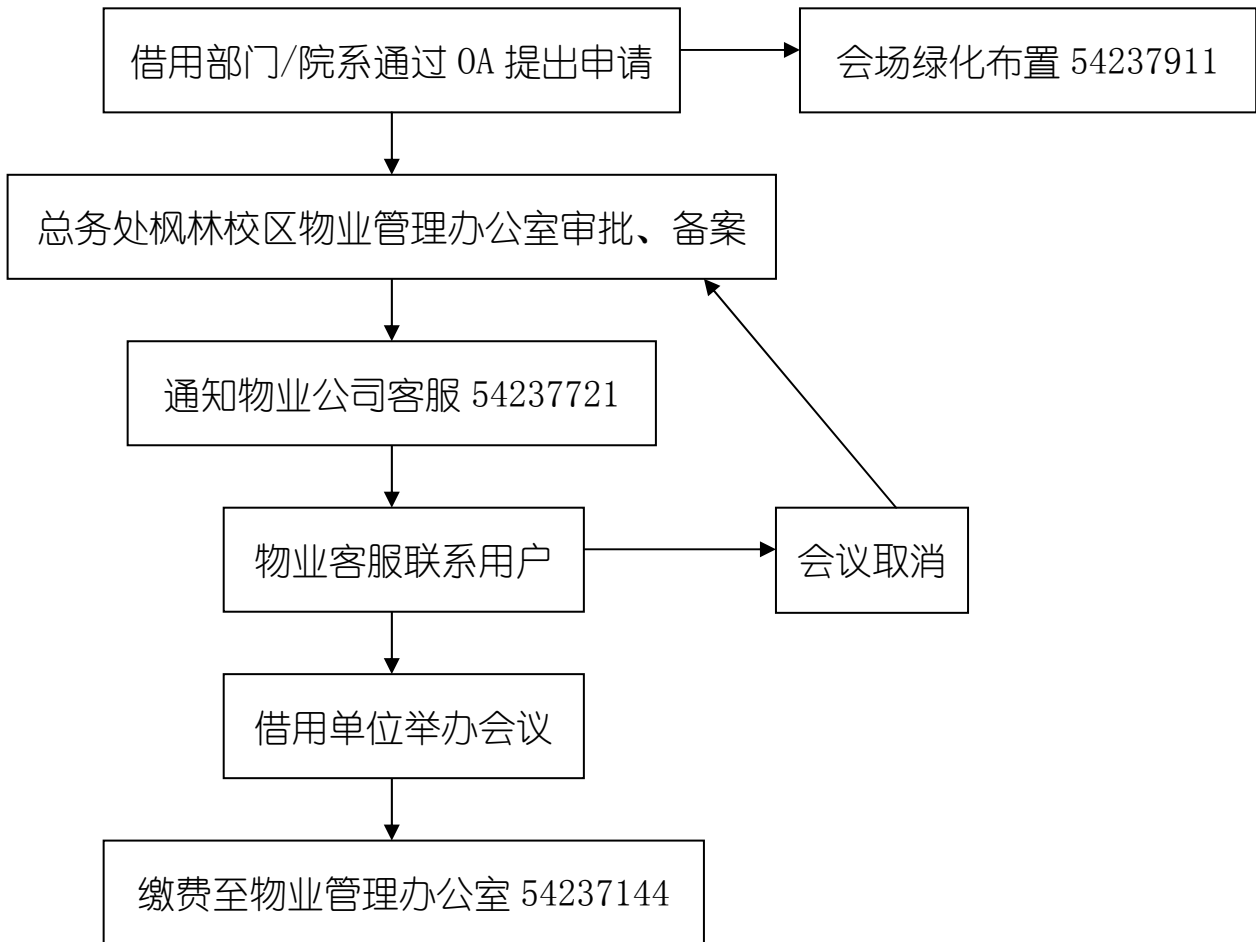 借用部门/院系通过 OA 提出申请
会场绿化布置 54237911
总务处枫林校区物业管理办公室审批、备案
通知物业公司客服 54237721
物业客服联系用户
会议取消
借用单位举办会议
缴费至物业管理办公室 54237144